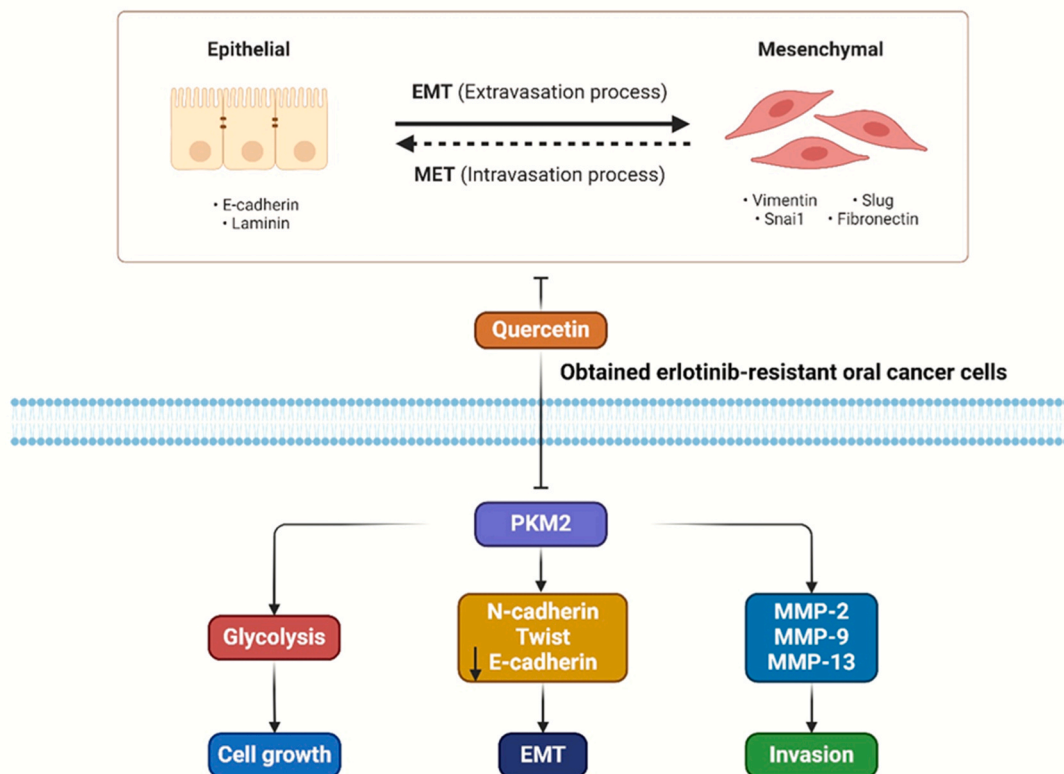 Epithelial
Mesenchymal
EMT (Extravasation process)
MET (Intravasation process)
• E-cadherin
• Laminin
• Vimentin • Slug
• Snai1 • Fibronectin
Quercetin
Obtained erlotinib-resistant oral cancer cells
PKM2
Glycolysis
N-cadherin
Twist
E-cadherin
MMP-2
MMP-9
MMP-13
Cell growth
EMT
Invasion